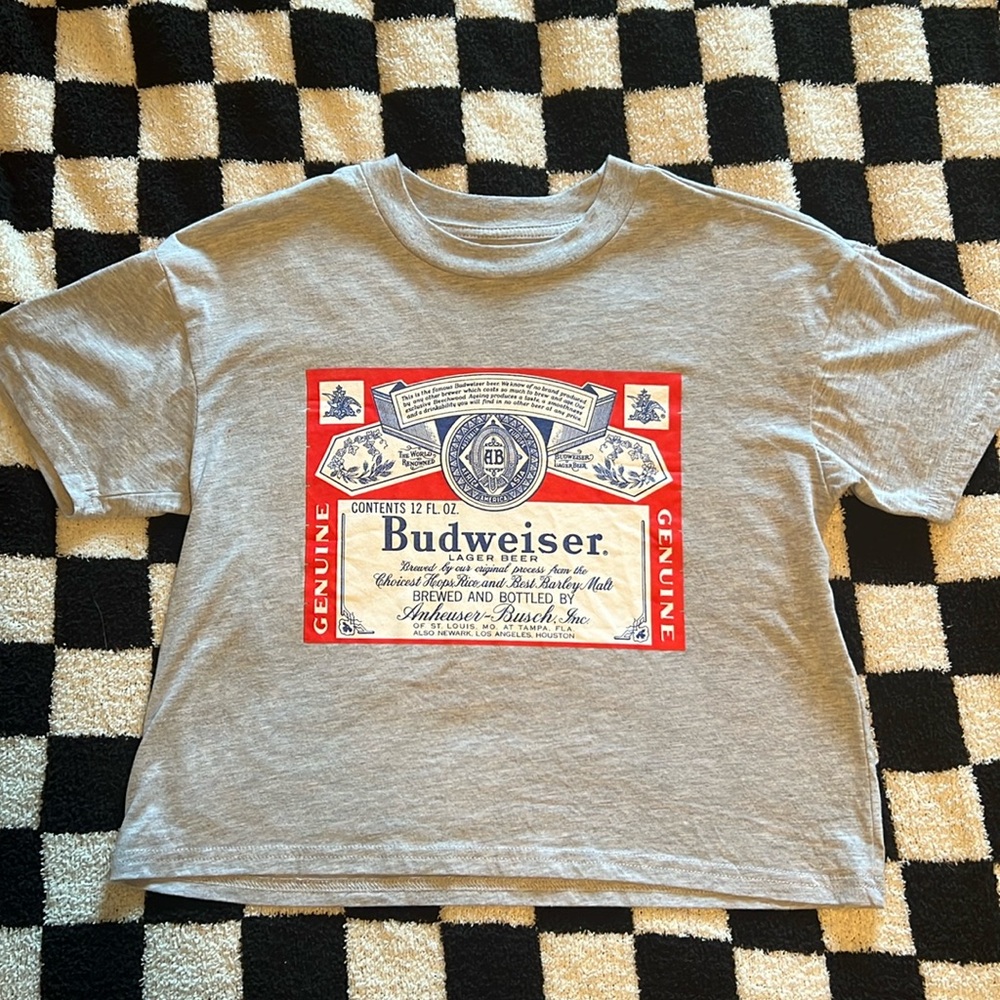 This is the famous Budweiser beer. We know of no brand produced
by any other brewer which costs so much to brew and age. Our
exclusive Beechwood Ageing produces a taste, a smoothness
and a drinkability you will find in no other beer at any price.
THE WORLD
RENOWNED
BUDWEISER
LAGER BEER
AB
AFRICA AMERICA ASIA
CONTENTS 12 FL. OZ.
Budweiser.
LAGER BEER
Brewed by our original process from the
Choicest Hops, Rice and Best Barley Malt
BREWED AND BOTTLED BY
Anheuser-Busch, Inc.
OF ST. LOUIS, MO. AT TAMPA, FLA.
ALSO NEWARK, LOS ANGELES, HOUSTON
GENUINE
GENUINE